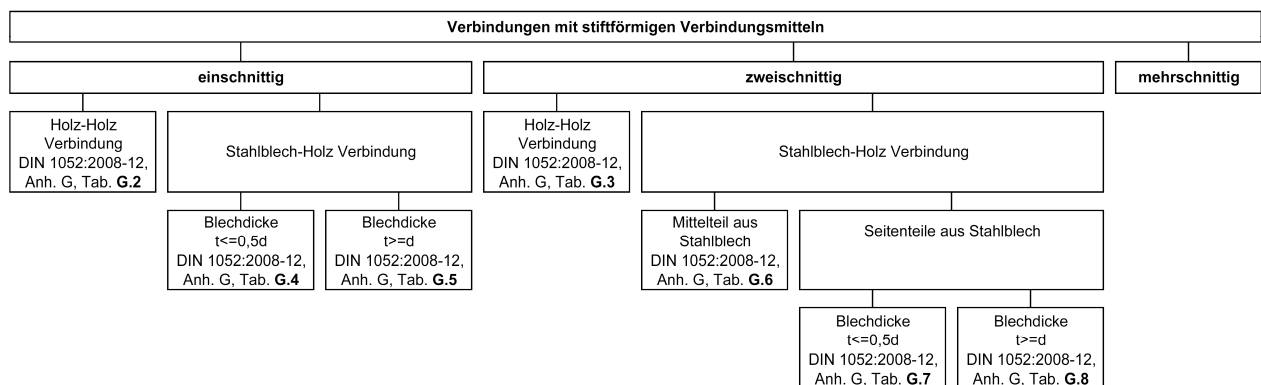 Verbindungen mit stiftförmigen Verbindungsmitteln
einschnittig
zweischnittig
mehrschnittig
Holz-Holz
Verbindung
DIN 1052:2008-12,
Anh. G, Tab. G.2
Stahlblech-Holz Verbindung
Holz-Holz
Verbindung
DIN 1052:2008-12,
Anh. G, Tab. G.3
Stahlblech-Holz Verbindung
Blechdicke
t<=0,5d
DIN 1052:2008-12,
Anh. G, Tab. G.4
Blechdicke
t>=d
DIN 1052:2008-12,
Anh. G, Tab. G.5
Mittelteil aus
Stahlblech
DIN 1052:2008-12,
Anh. G, Tab. G.6
Seitenteile aus Stahlblech
Blechdicke
t<=0,5d
DIN 1052:2008-12,
Anh. G, Tab. G.7
Blechdicke
t>=d
DIN 1052:2008-12,
Anh. G, Tab. G.8